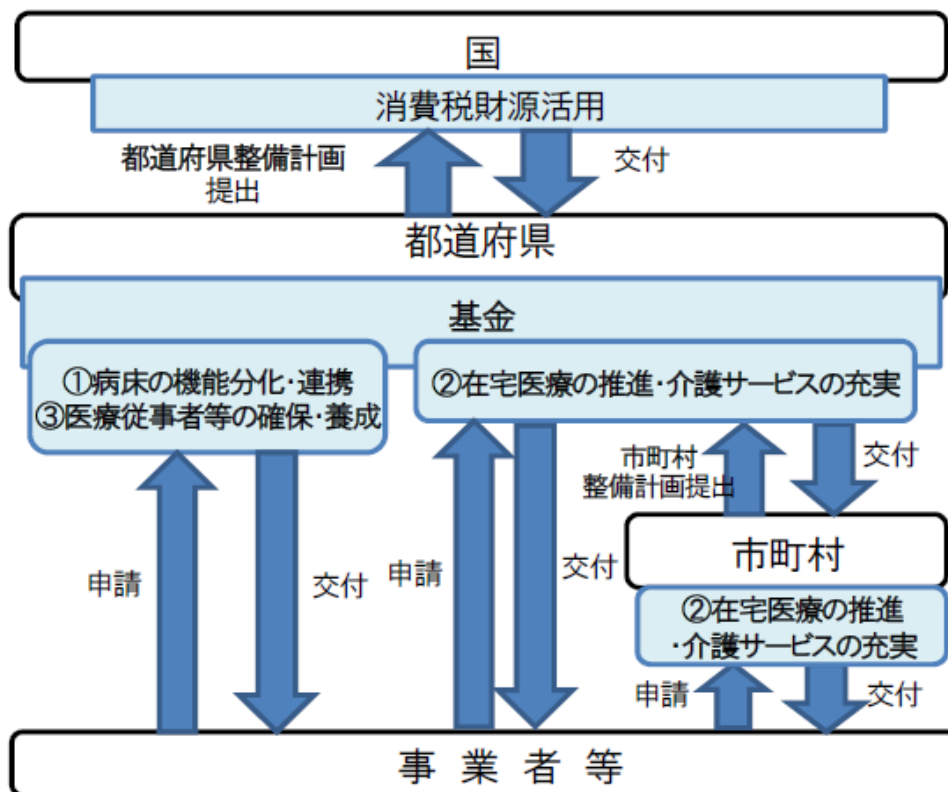 国
消費税財源活用
都道府県整備計画
提出
交付
都道府県
基金
①病床の機能分化・連携
③医療従事者等の確保・養成
②在宅医療の推進・介護サービスの充実
市町村
整備計画提出
交付
市町村
②在宅医療の推進
・介護サービスの充実
申請
交付
申請
交付
申請
交付
事業者等